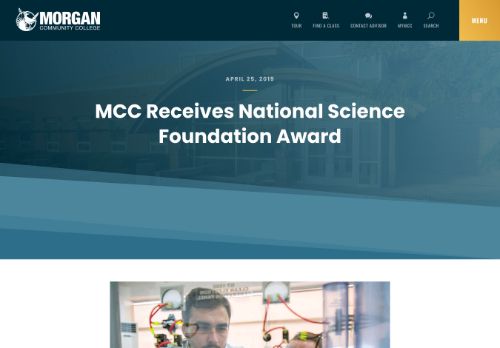 MORGAN
COMMUNITY COLLEGE
TOUR
FIND A CLASS
CONTACT ADVISOR
MYMCC
SEARCH
MENU
APRIL 25, 2019
MCC Receives National Science
Foundation Award